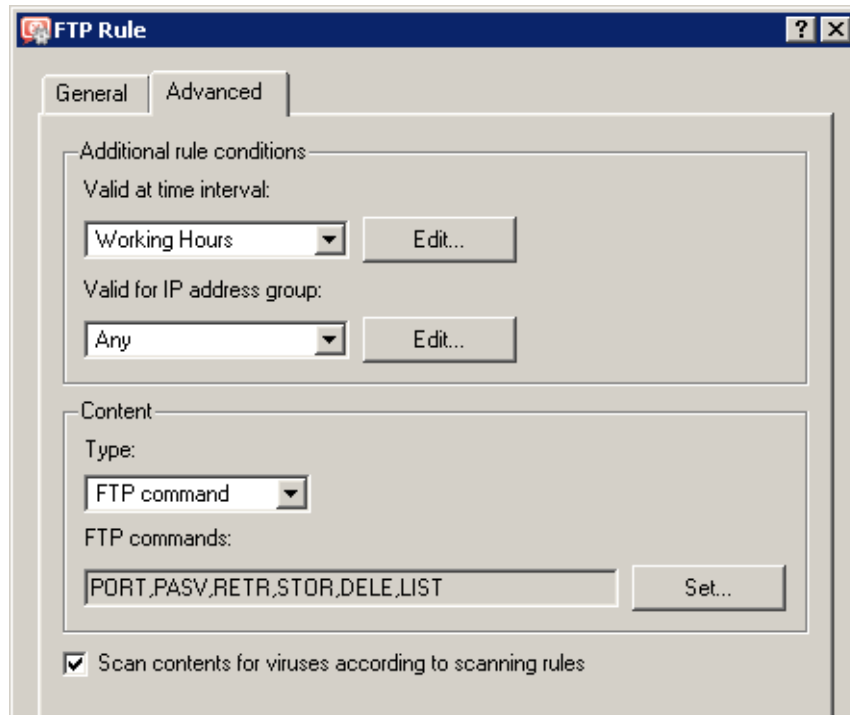 FTP Rule
General Advanced
Additional rule conditions
Valid at time interval:
Working Hours Edit...
Valid for IP address group:
Any Edit...
Content
Type:
FTP command
FTP commands:
PORT,PASV,RETR,STOR,DELE,LIST Set...
Scan contents for viruses according to scanning rules